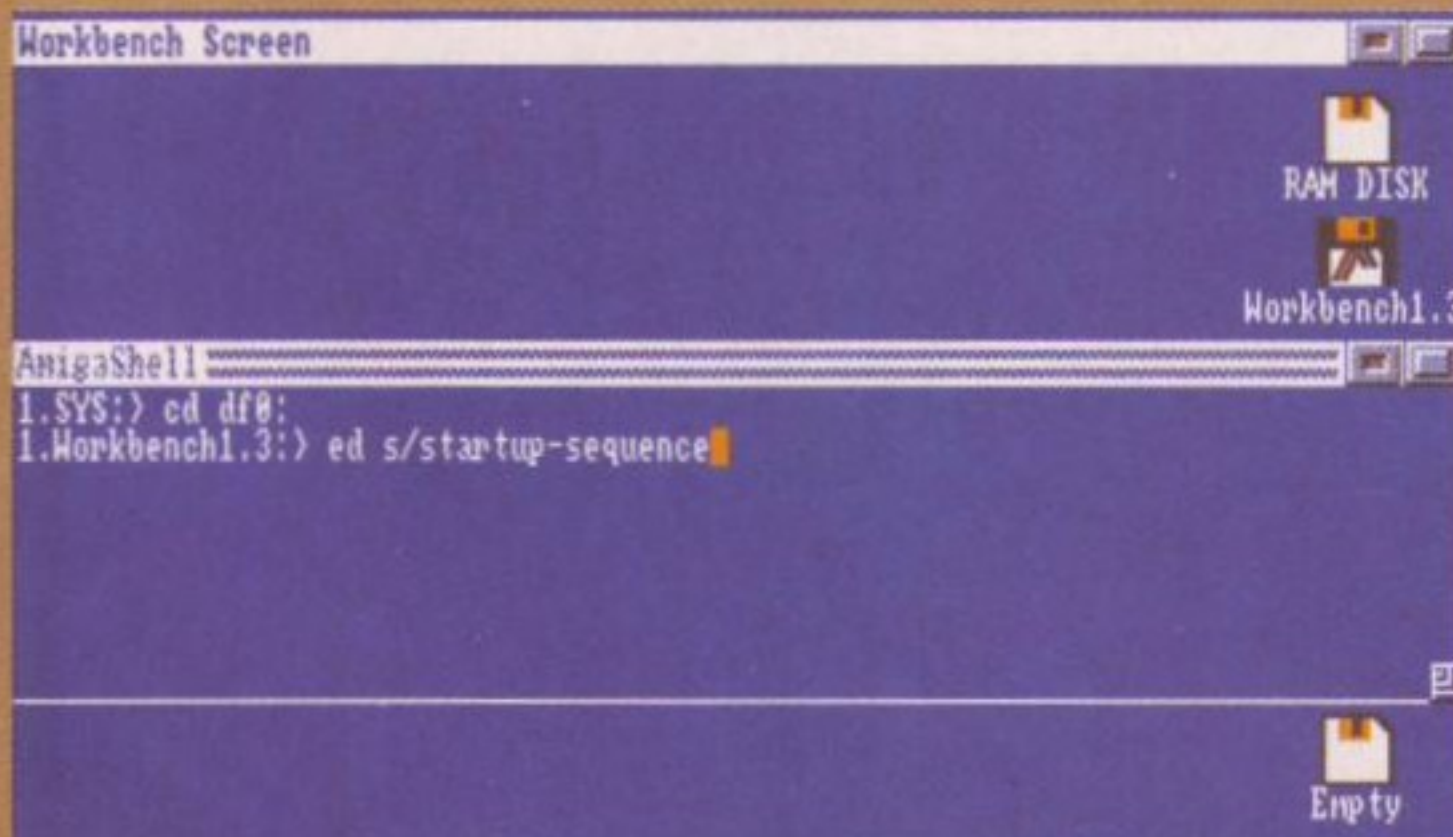 Workbench Screen
RAM DISK
Workbench1.3
AmigaShell
1.SYS:> cd df0:
1.Workbench1.3:> ed s/startup-sequence
Empty